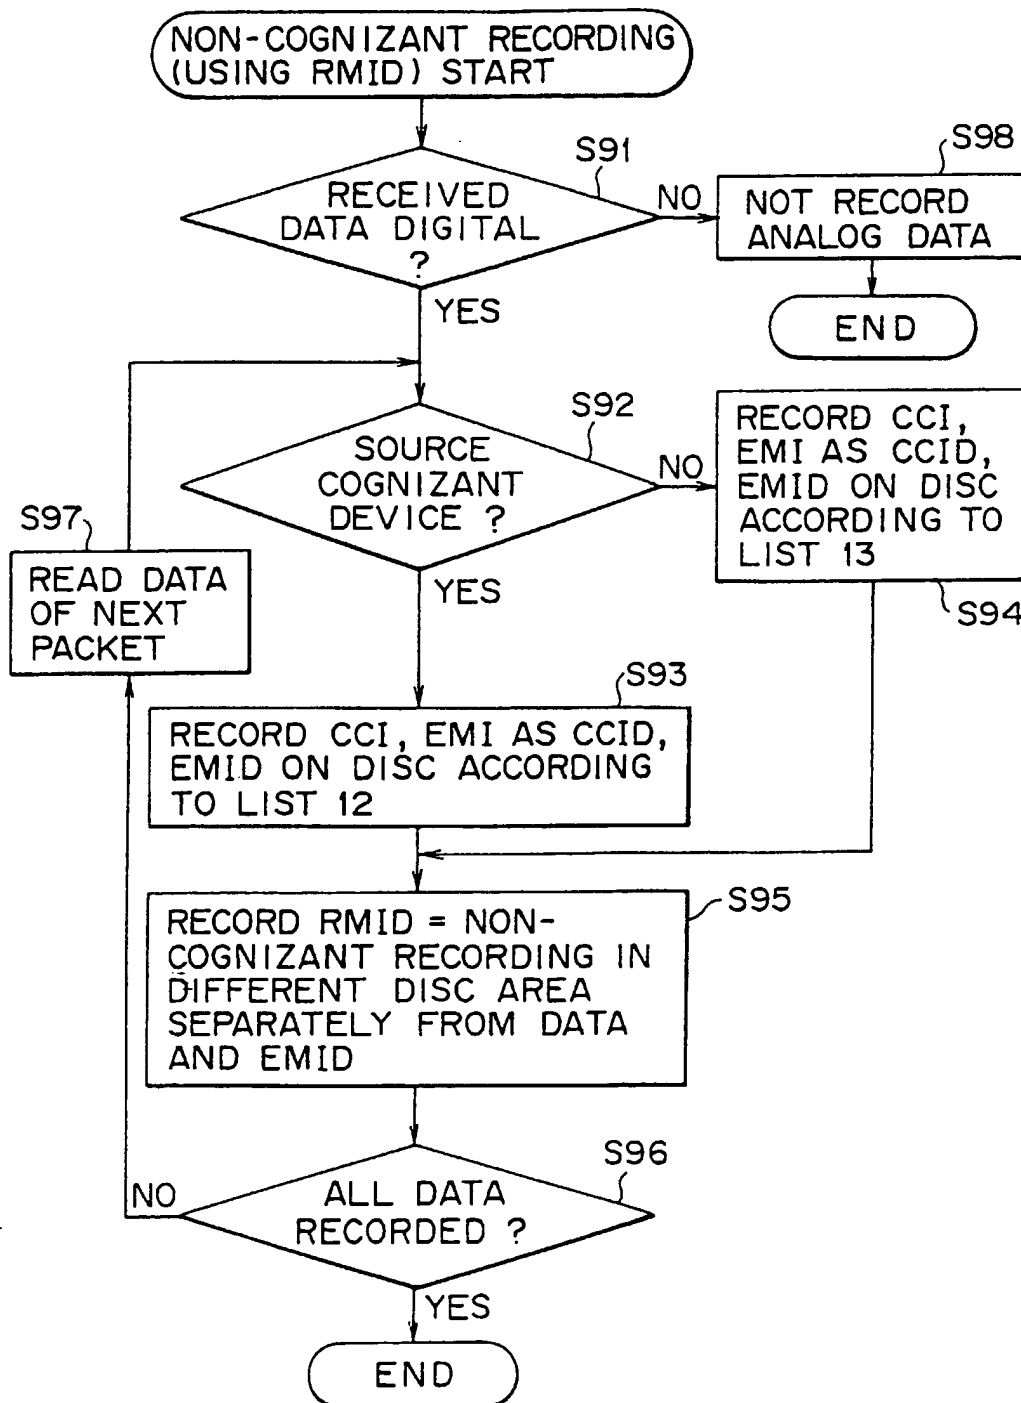 NON-COGNIZANT RECORDING
(USING RMID) START
S91
RECEIVED
DATA DIGITAL
?
NO
YES
S98
NOT RECORD
ANALOG DATA
END
S92
SOURCE
COGNIZANT
DEVICE ?
NO
YES
RECORD CCI,
EMI AS CCID,
EMID ON DISC
ACCORDING TO
LIST 13
S94
S97
READ DATA
OF NEXT
PACKET
S93
RECORD CCI, EMI AS CCID,
EMID ON DISC ACCORDING
TO LIST 12
S95
RECORD RMID = NON-
COGNIZANT RECORDING IN
DIFFERENT DISC AREA
SEPARATELY FROM DATA
AND EMID
S96
ALL DATA
RECORDED ?
NO
YES
END